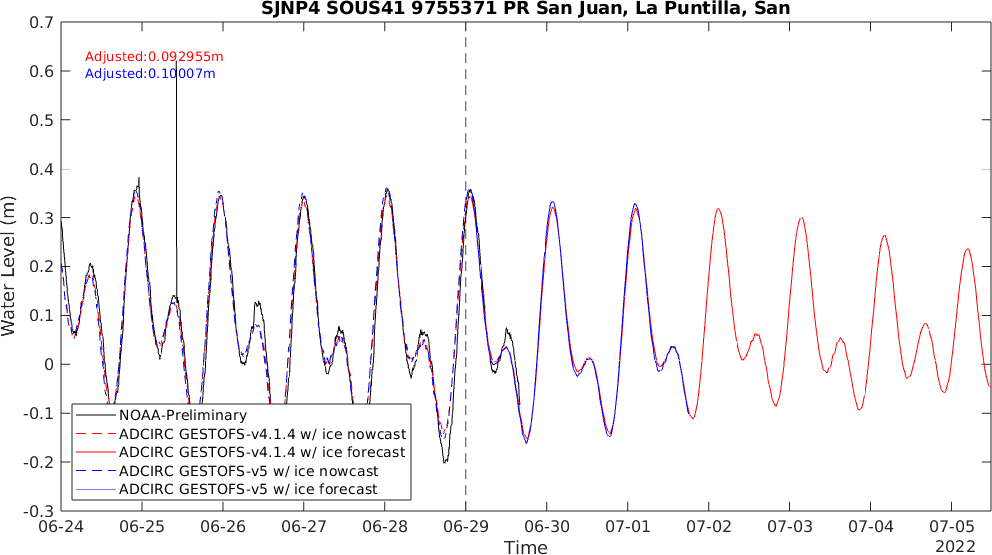 SJNP4 SOUS41 9755371 PR San Juan, La Puntilla, San
Adjusted:0.092955m
Adjusted:0.10007m
Water Level (m)
0.7
0.6
0.5
0.4
0.3
0.2
0.1
0
-0.1
-0.2
-0.3
NOAA-Preliminary
ADCIRC GESTOFS-v4.1.4 w/ ice nowcast
ADCIRC GESTOFS-v4.1.4 w/ ice forecast
ADCIRC GESTOFS-v5 w/ ice nowcast
ADCIRC GESTOFS-v5 w/ ice forecast
06-24 06-25 06-26 06-27 06-28 06-29 06-30 07-01 07-02 07-03 07-04 07-05
Time
2022